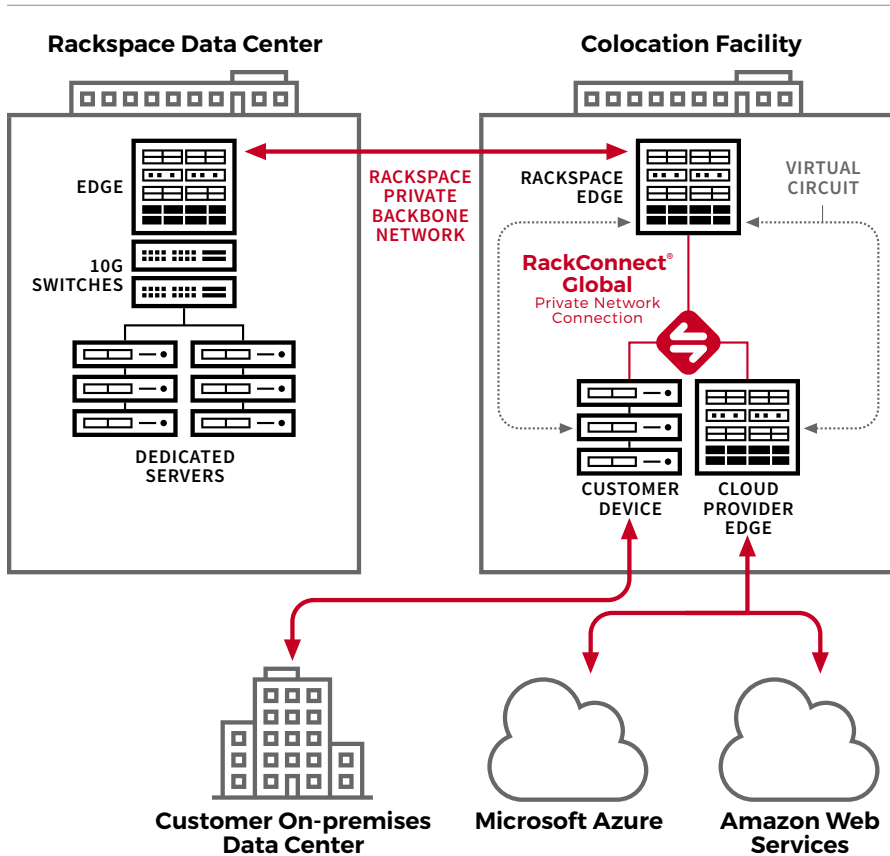 Rackspace Data Center
Colocation Facility
EDGE
10G
SWITCHES
DEDICATED
SERVERS
RACKSPACE
PRIVATE
BACKBONE
NETWORK
RACKSPACE
EDGE
VIRTUAL
CIRCUIT
RackConnect®
Global
Private Network
Connection
CUSTOMER
DEVICE
CLOUD
PROVIDER
EDGE
Customer On-premises
Data Center
Microsoft Azure
Amazon Web
Services